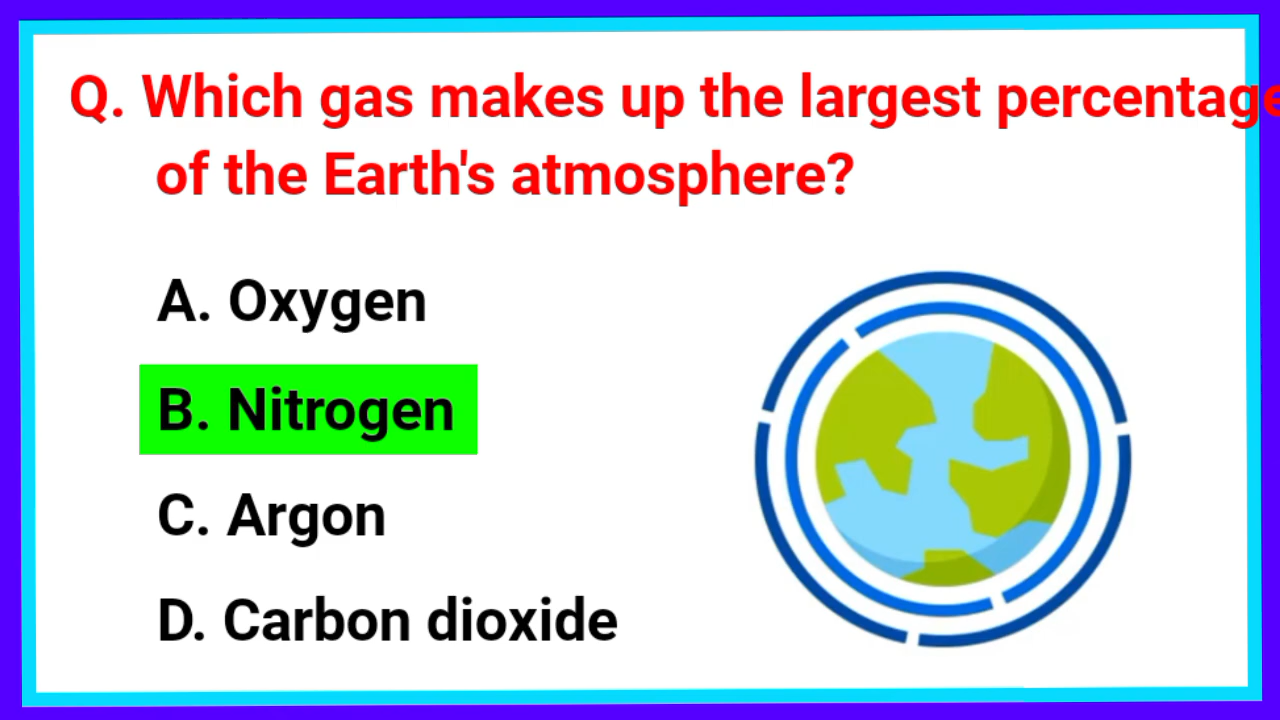 Q. Which gas makes up the largest percentage
of the Earth's atmosphere?
A. Oxygen
B. Nitrogen
C. Argon
D. Carbon dioxide